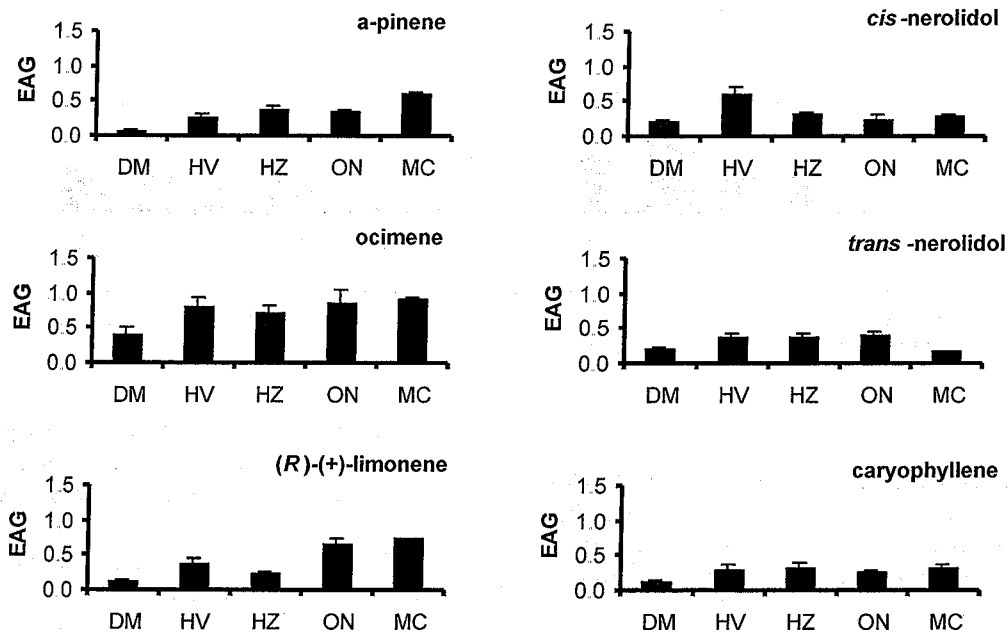 a-pinene
1.5
1.0
0.5
0.0
EAG
DM HV HZ ON MC
cis-nerolidol
1.5
1.0
0.5
0.0
EAG
DM HV HZ ON MC
ocimene
1.5
1.0
0.5
0.0
EAG
DM HV HZ ON MC
trans-nerolidol
1.5
1.0
0.5
0.0
EAG
DM HV HZ ON MC
(R)-(+)-limonene
1.5
1.0
0.5
0.0
EAG
DM HV HZ ON MC
caryophyllene
1.5
1.0
0.5
0.0
EAG
DM HV HZ ON MC